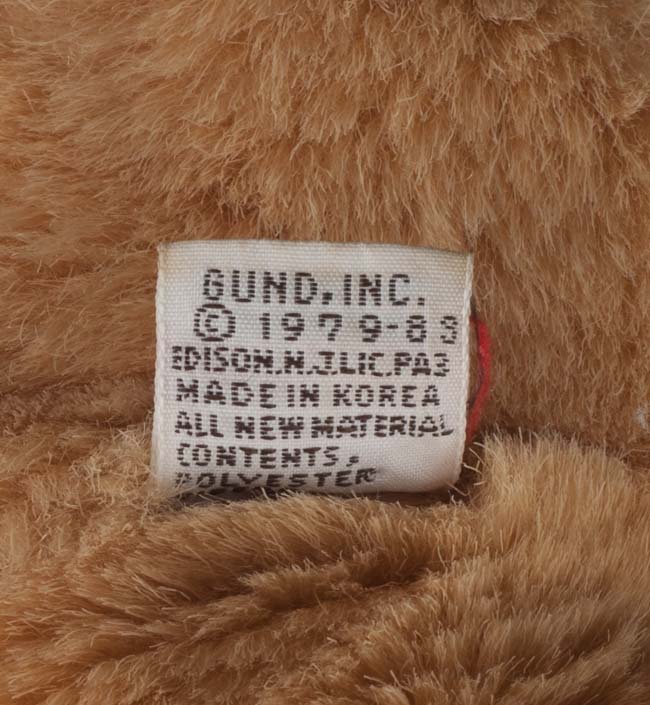 GUND, INC.
© 1979-83
EDISON.N.J.LIC.PA3
MADE IN KOREA
ALL NEW MATERIAL
CONTENTS.
POLYESTER